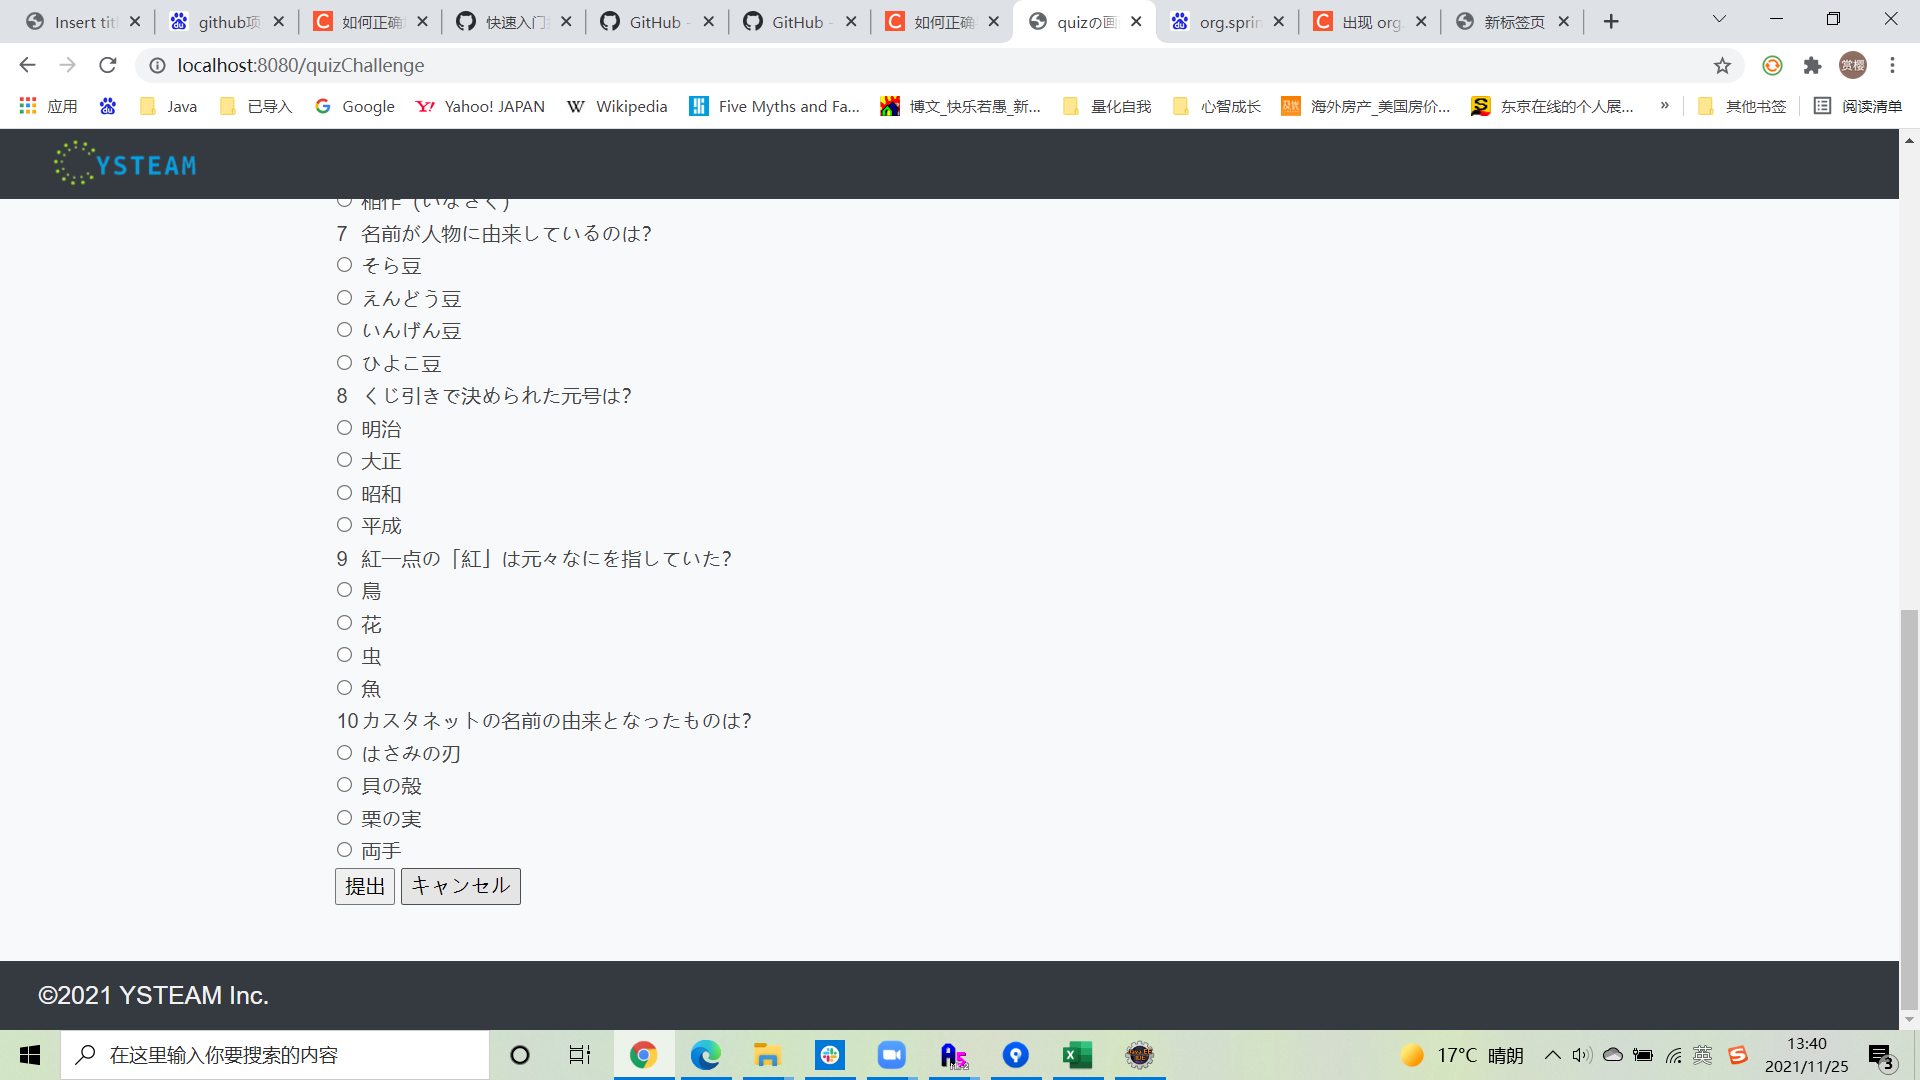 Insert titl
github项
如何正确
快速入门
GitHub -
GitHub -
如何正确
quizの画
org.sprin
出现 org.
新标签页
localhost:8080/quizChallenge
赏樱
应用
Java
已导入
Google
Yahoo! JAPAN
Wikipedia
Five Myths and Fa...
博文_快乐若愚_新...
量化自我
心智成长
海外房产_美国房价...
东京在线的个人展...
»
其他书签
阅读清单
YSTEAM
稲作（いなさく）
7 名前が人物に由来しているのは?
そら豆
えんどう豆
いんげん豆
ひよこ豆
8 くじ引きで決められた元号は?
明治
大正
昭和
平成
9 紅一点の「紅」は元々なにを指していた?
鳥
花
虫
魚
10 カスタネットの名前の由来となったものは?
はさみの刃
貝の殻
栗の実
両手
提出 キャンセル
©2021 YSTEAM Inc.
在这里输入你要搜索的内容
17°C 晴朗
英
13:40
2021/11/25
3